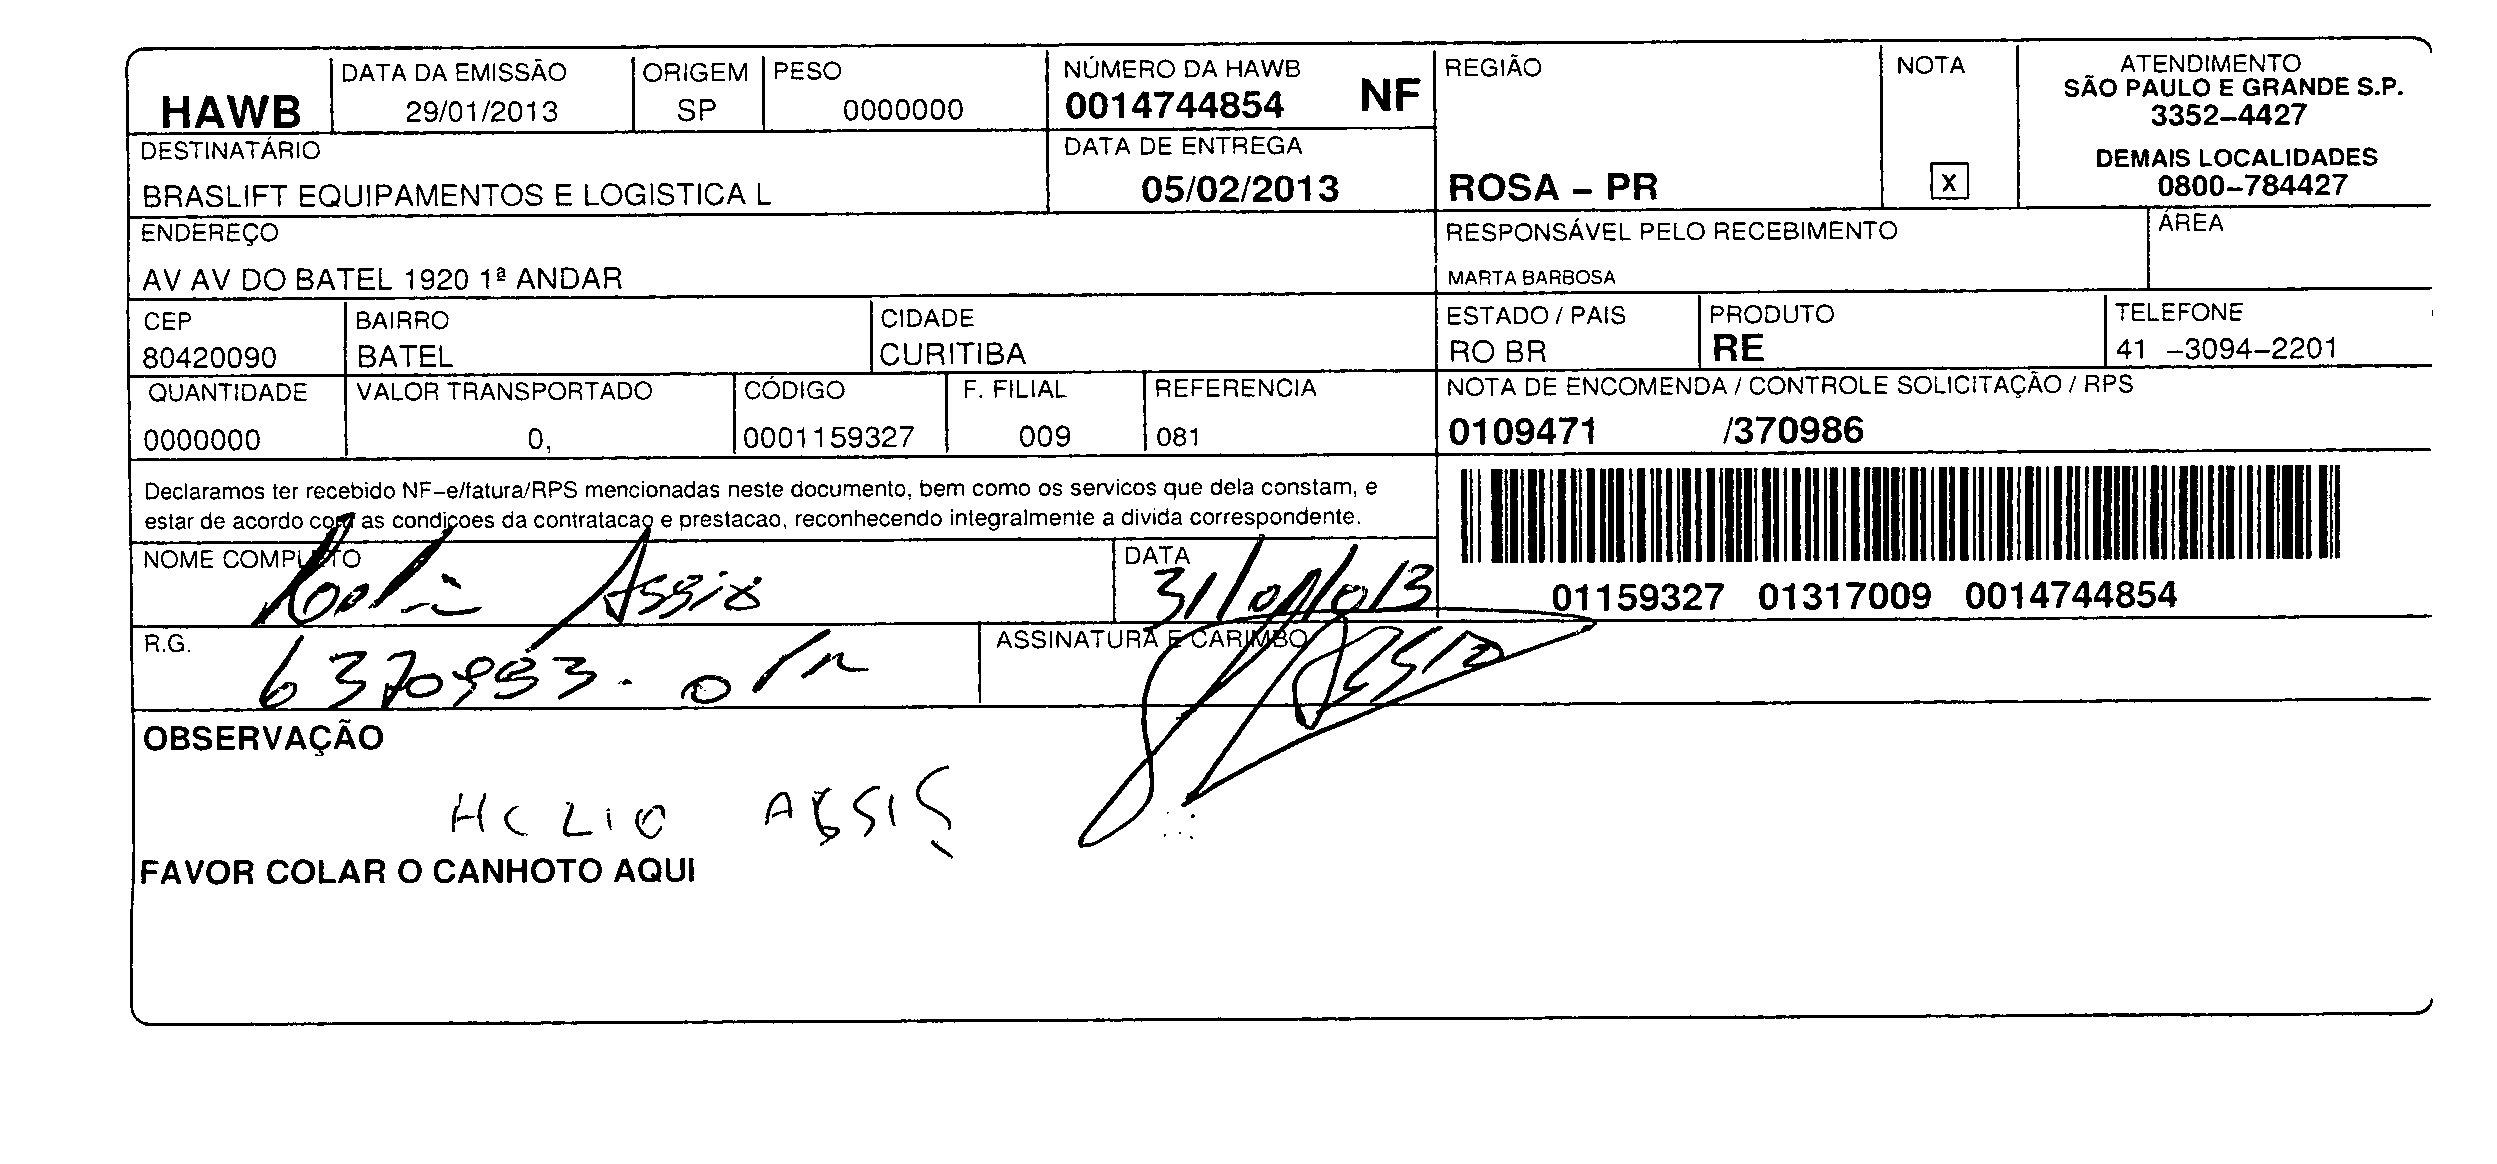 HAWB
DATA DA EMISSÃO
29/01/2013
ORIGEM
SP
PESO
0000000
NÚMERO DA HAWB
0014744854 NF
REGIÃO
ROSA – PR
NOTA
X
ATENDIMENTO
SÃO PAULO E GRANDE S.P.
3352–4427
DEMAIS LOCALIDADES
0800–784427
DESTINATÁRIO
BRASLIFT EQUIPAMENTOS E LOGISTICA L
DATA DE ENTREGA
05/02/2013
ENDEREÇO
AV AV DO BATEL 1920 1ª ANDAR
RESPONSÁVEL PELO RECEBIMENTO
MARTA BARBOSA
ÁREA
CEP
80420090
BAIRRO
BATEL
CIDADE
CURITIBA
ESTADO / PAIS
RO BR
PRODUTO
RE
TELEFONE
41 –3094–2201
QUANTIDADE
0000000
VALOR TRANSPORTADO
0,
CÓDIGO
0001159327
F. FILIAL
009
REFERENCIA
081
NOTA DE ENCOMENDA / CONTROLE SOLICITAÇÃO / RPS
0109471 /370986
Declaramos ter recebido NF–e/fatura/RPS mencionadas neste documento, bem como os servicos que dela constam, e
estar de acordo com as condiçoes da contratacao e prestacao, reconhecendo integralmente a divida correspondente.
01159327 01317009 0014744854
NOME COMPLETO
Assis
DATA
31/01/013
R.G.
ASSINATURA E CARIMBO
OBSERVAÇÃO
HELIO ASSIS
FAVOR COLAR O CANHOTO AQUI